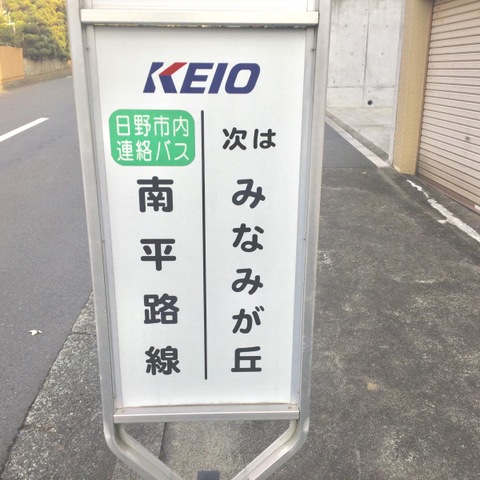 KEIO
次は
みなみが丘
日野市内
連絡バス
南平路線